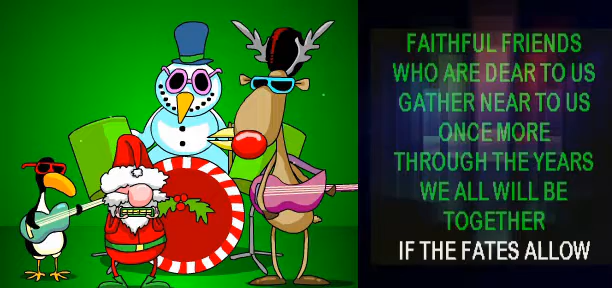 FAITHFUL FRIENDS
WHO ARE DEAR TO US
GATHER NEAR TO US
ONCE MORE
THROUGH THE YEARS
WE ALL WILL BE
TOGETHER
IF THE FATES ALLOW